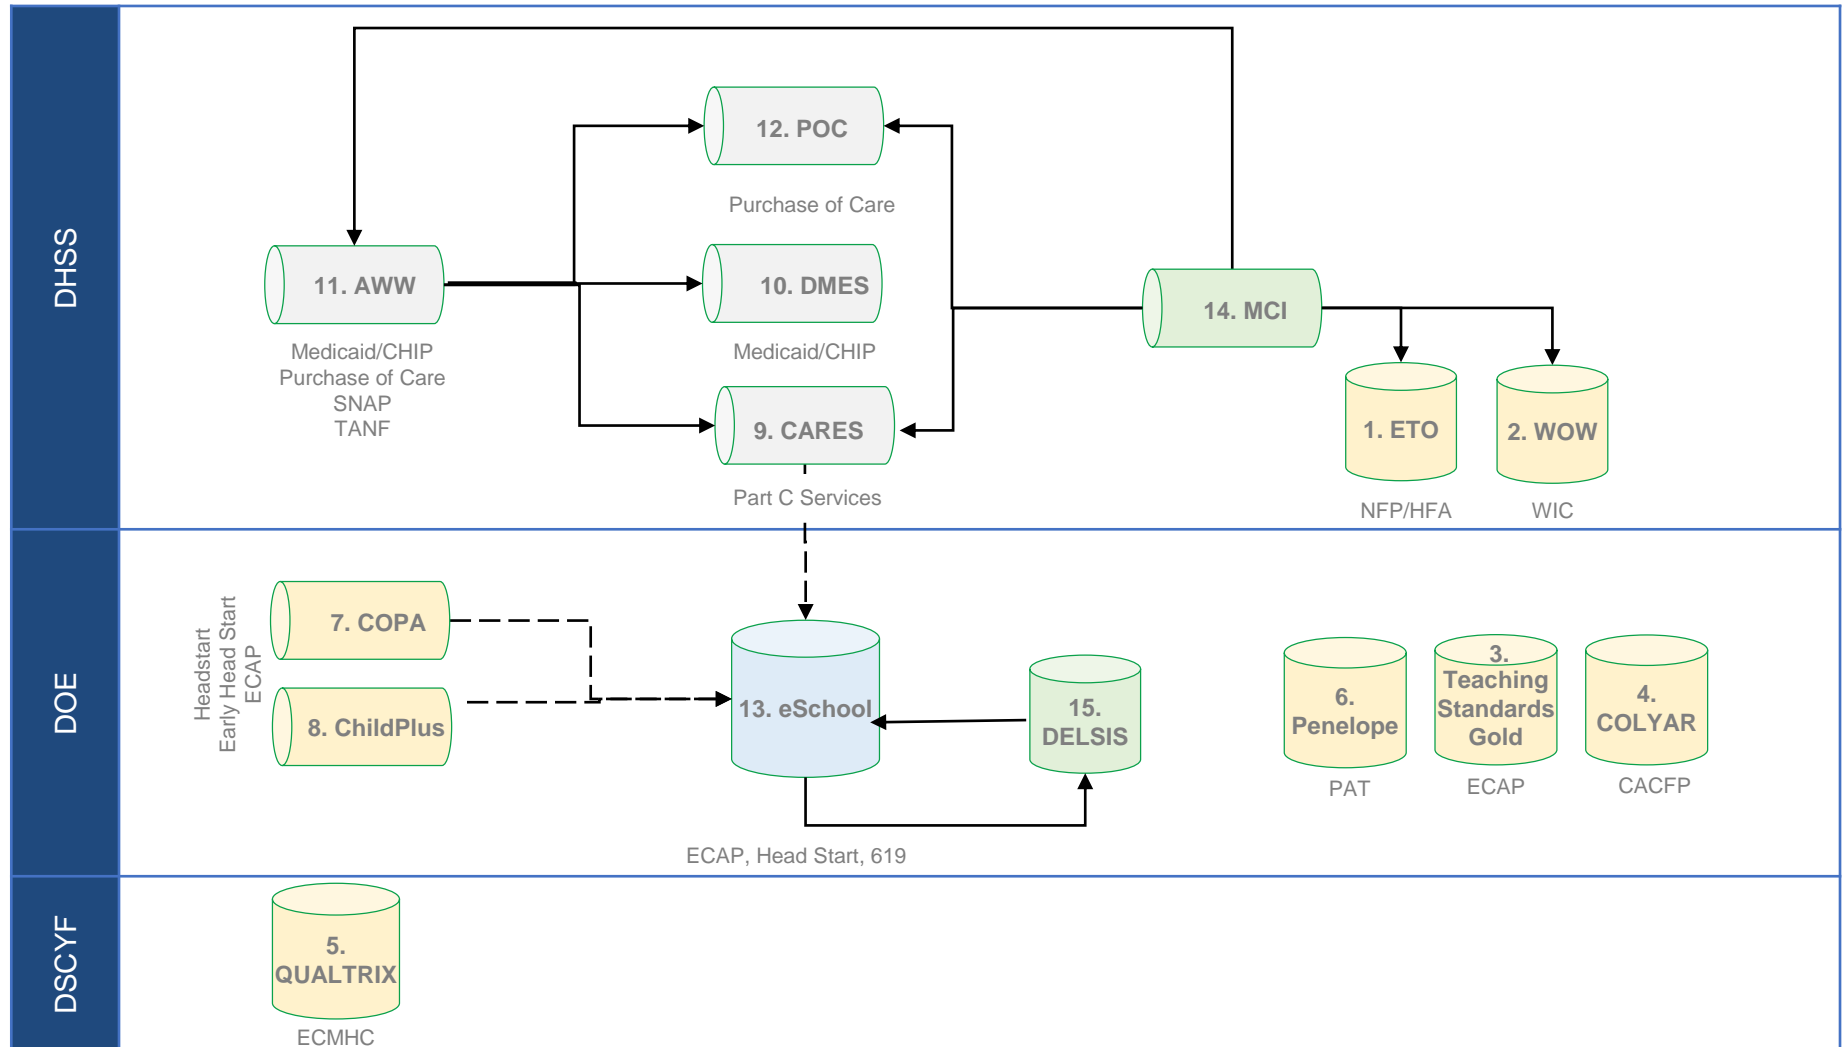 DHSS
12. POC
Purchase of Care
11. AWW
Medicaid/CHIP
Purchase of Care
SNAP
TANF
10. DMES
Medicaid/CHIP
14. MCI
9. CARES
Part C Services
1. ETO
NFP/HFA
2. WOW
WIC
DOE
Headstart
Early Head Start
ECAP
7. COPA
8. ChildPlus
13. eSchool
15.
DELSIS
ECAP, Head Start, 619
6.
Penelope
PAT
3.
Teaching
Standards
Gold
ECAP
4.
COLYAR
CACFP
DSCYF
5.
QUALTRIX
ECMHC